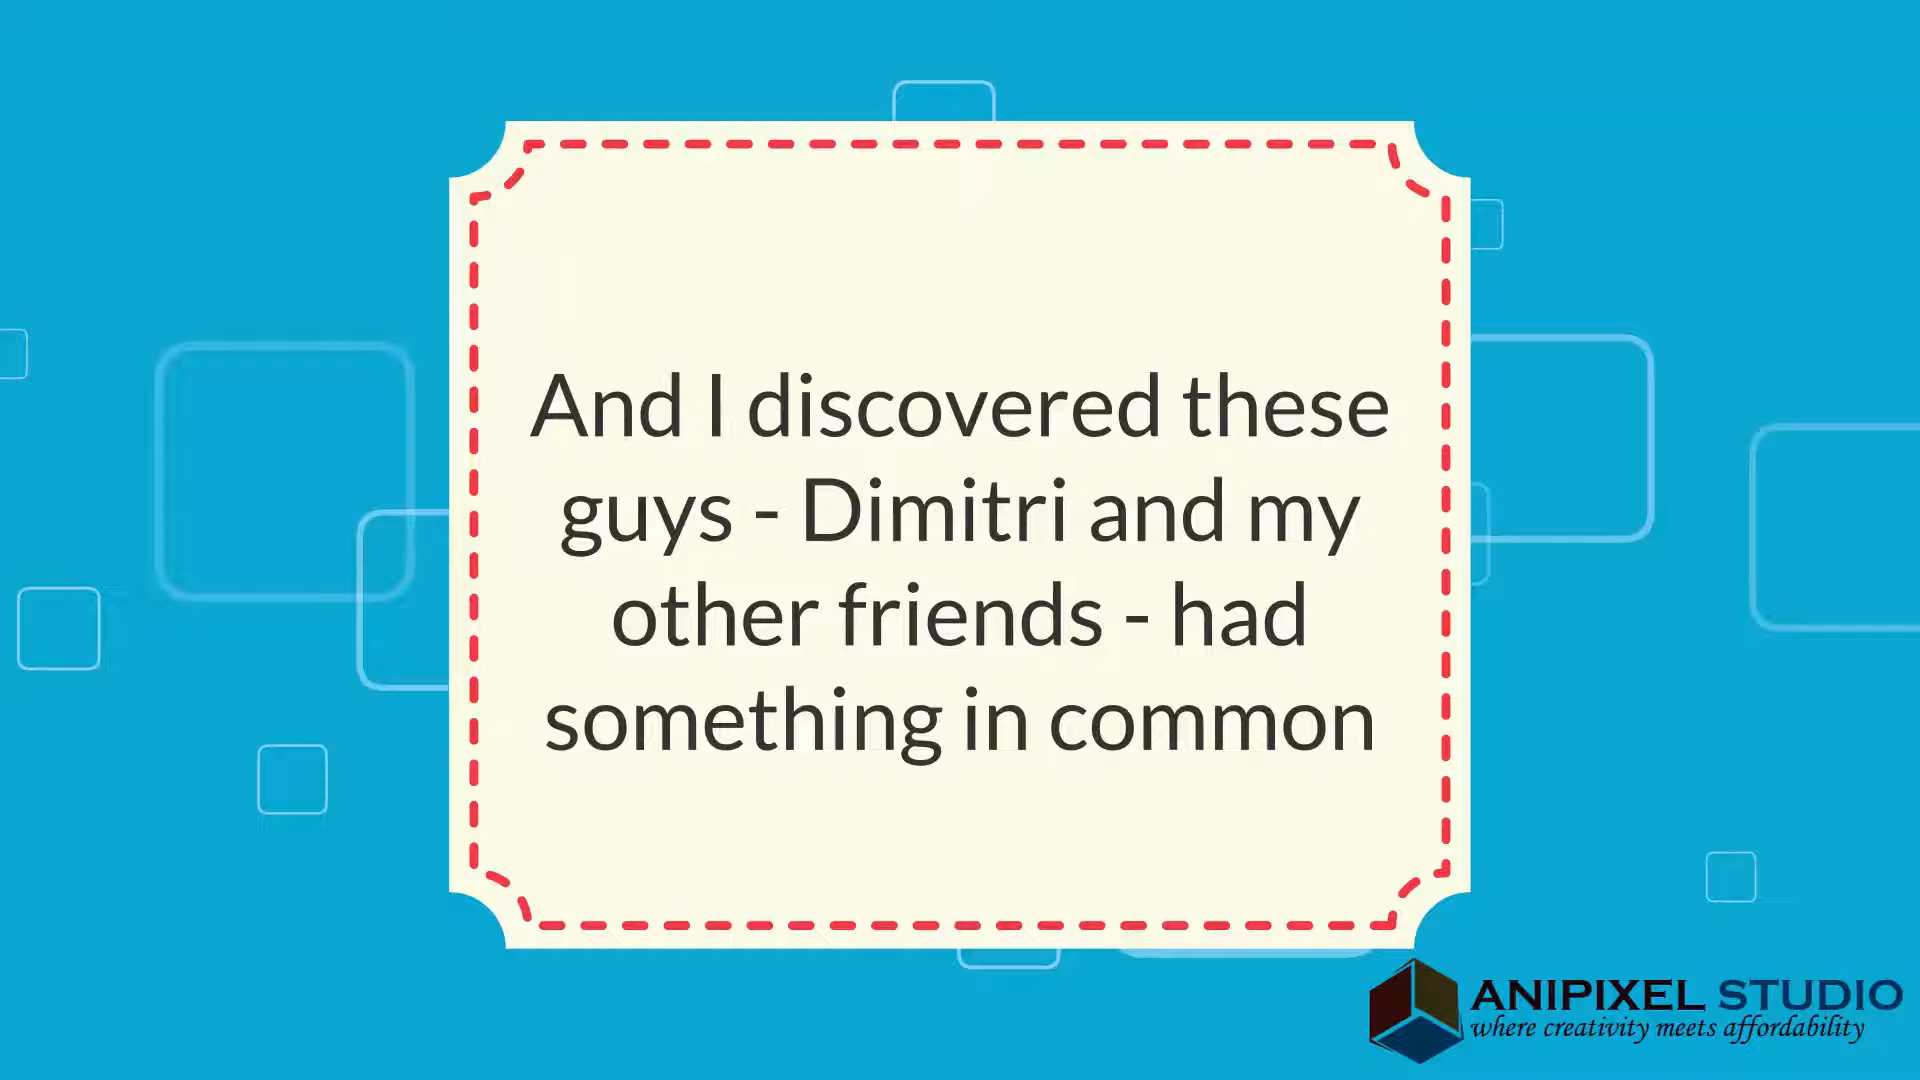 And I discovered these
guys - Dimitri and my
other friends - had
something in common
ANIPIXEL STUDIO
where creativity meets affordability